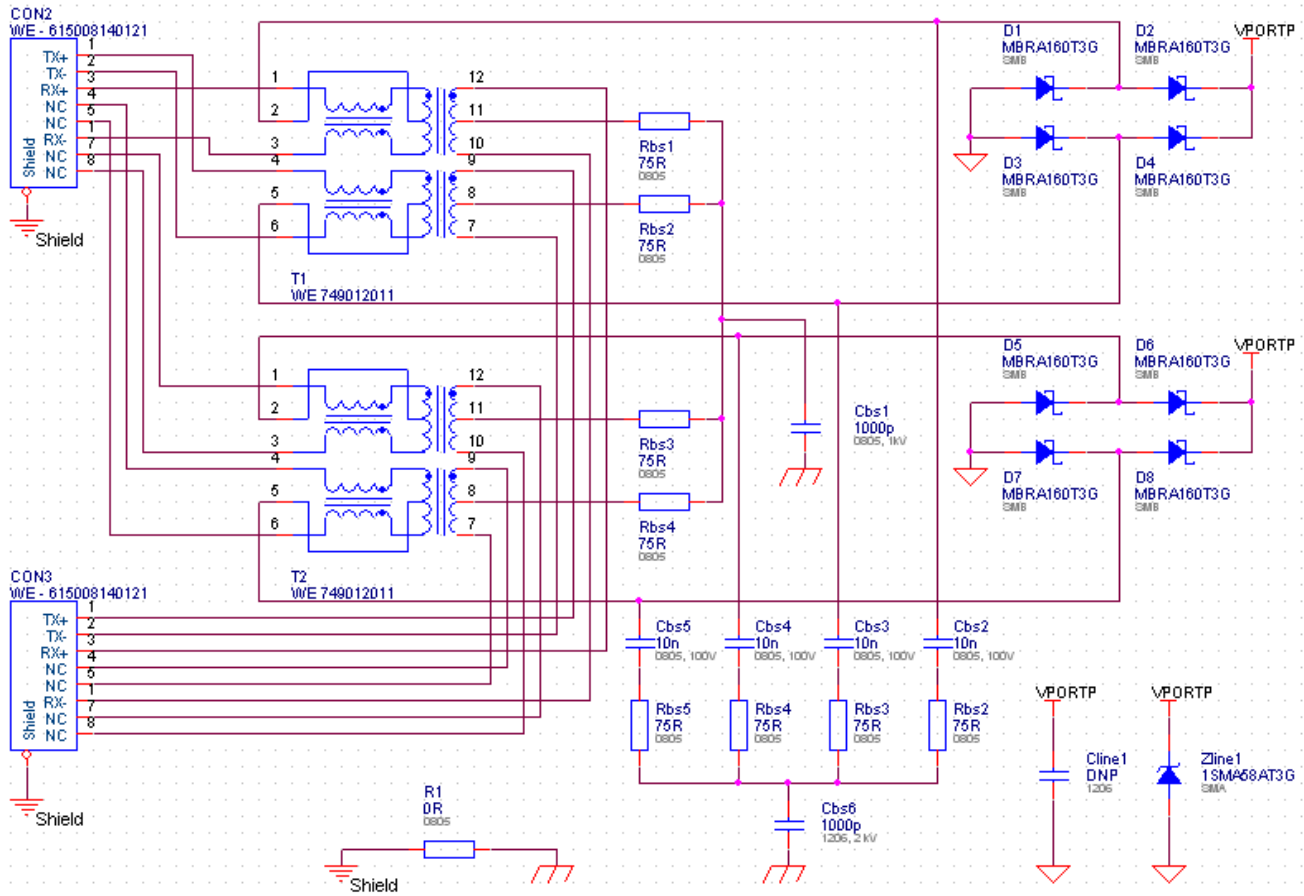 CON2
WE - 615008140121
1
TX+
2
TX-
3
RX+
4
NC
5
NC
1
RX-
7
NC
8
NC
Shield
Shield
1
2
3
4
5
6
12
11
10
9
8
7
T1
WE 749012011
Rbs1
75R
0805
Rbs2
75R
0805
D1
MBRA160T3G
SMB
D2
MBRA160T3G
SMB
VPORTP
D3
MBRA160T3G
SMB
D4
MBRA160T3G
SMB
1
2
3
4
5
6
12
11
10
9
8
7
T2
WE 749012011
Rbs3
75R
0805
Rbs4
75R
0805
Cbs1
1000p
0805, 1kV
D5
MBRA160T3G
SMB
D6
MBRA160T3G
SMB
VPORTP
D7
MBRA160T3G
SMB
D8
MBRA160T3G
SMB
CON3
WE - 615008140121
1
TX+
2
TX-
3
RX+
4
NC
5
NC
1
RX-
7
NC
8
NC
Shield
Shield
Cbs5
10n
0805, 100V
Cbs4
10n
0805, 100V
Cbs3
10n
0805, 100V
Cbs2
10n
0805, 100V
Rbs5
75R
0805
Rbs4
75R
0805
Rbs3
75R
0805
Rbs2
75R
0805
VPORTP
Cline1
DNP
1206
VPORTP
Zline1
1SMA58AT3G
SMA
R1
0R
0805
Shield
Cbs6
1000p
1206, 2kV